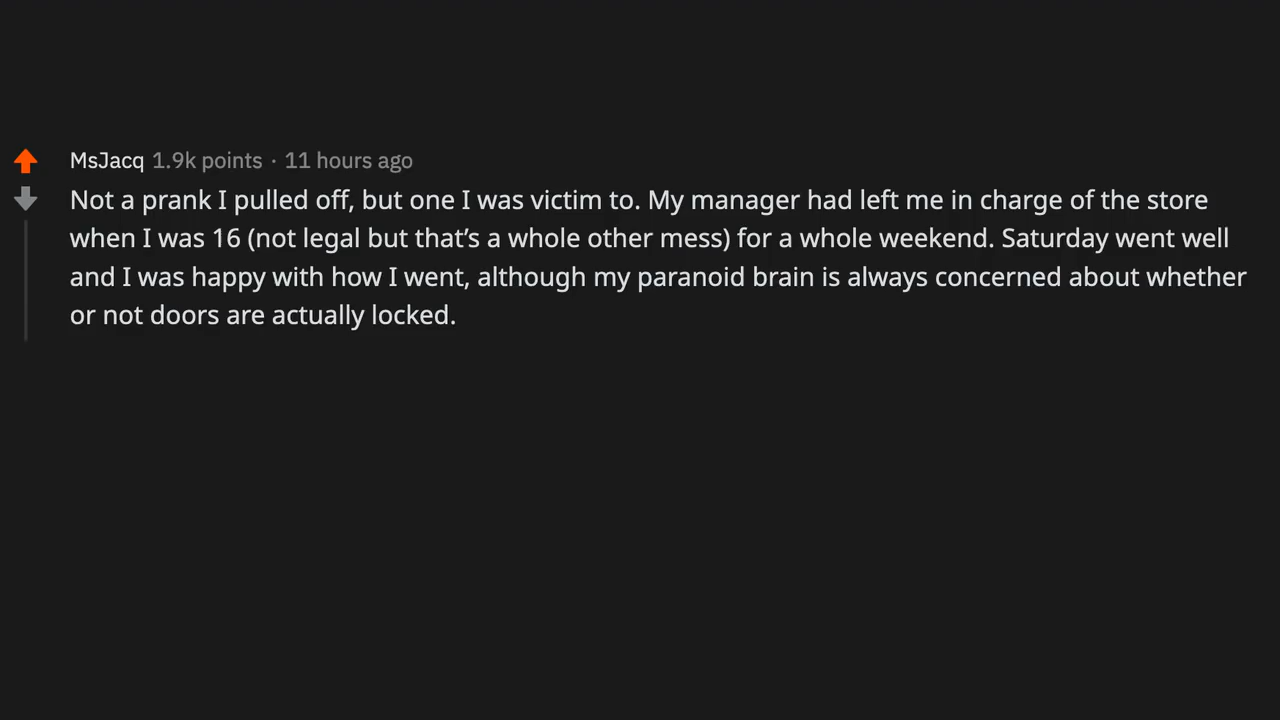 MsJacq 1.9k points · 11 hours ago
Not a prank I pulled off, but one I was victim to. My manager had left me in charge of the store
when I was 16 (not legal but that’s a whole other mess) for a whole weekend. Saturday went well
and I was happy with how I went, although my paranoid brain is always concerned about whether
or not doors are actually locked.